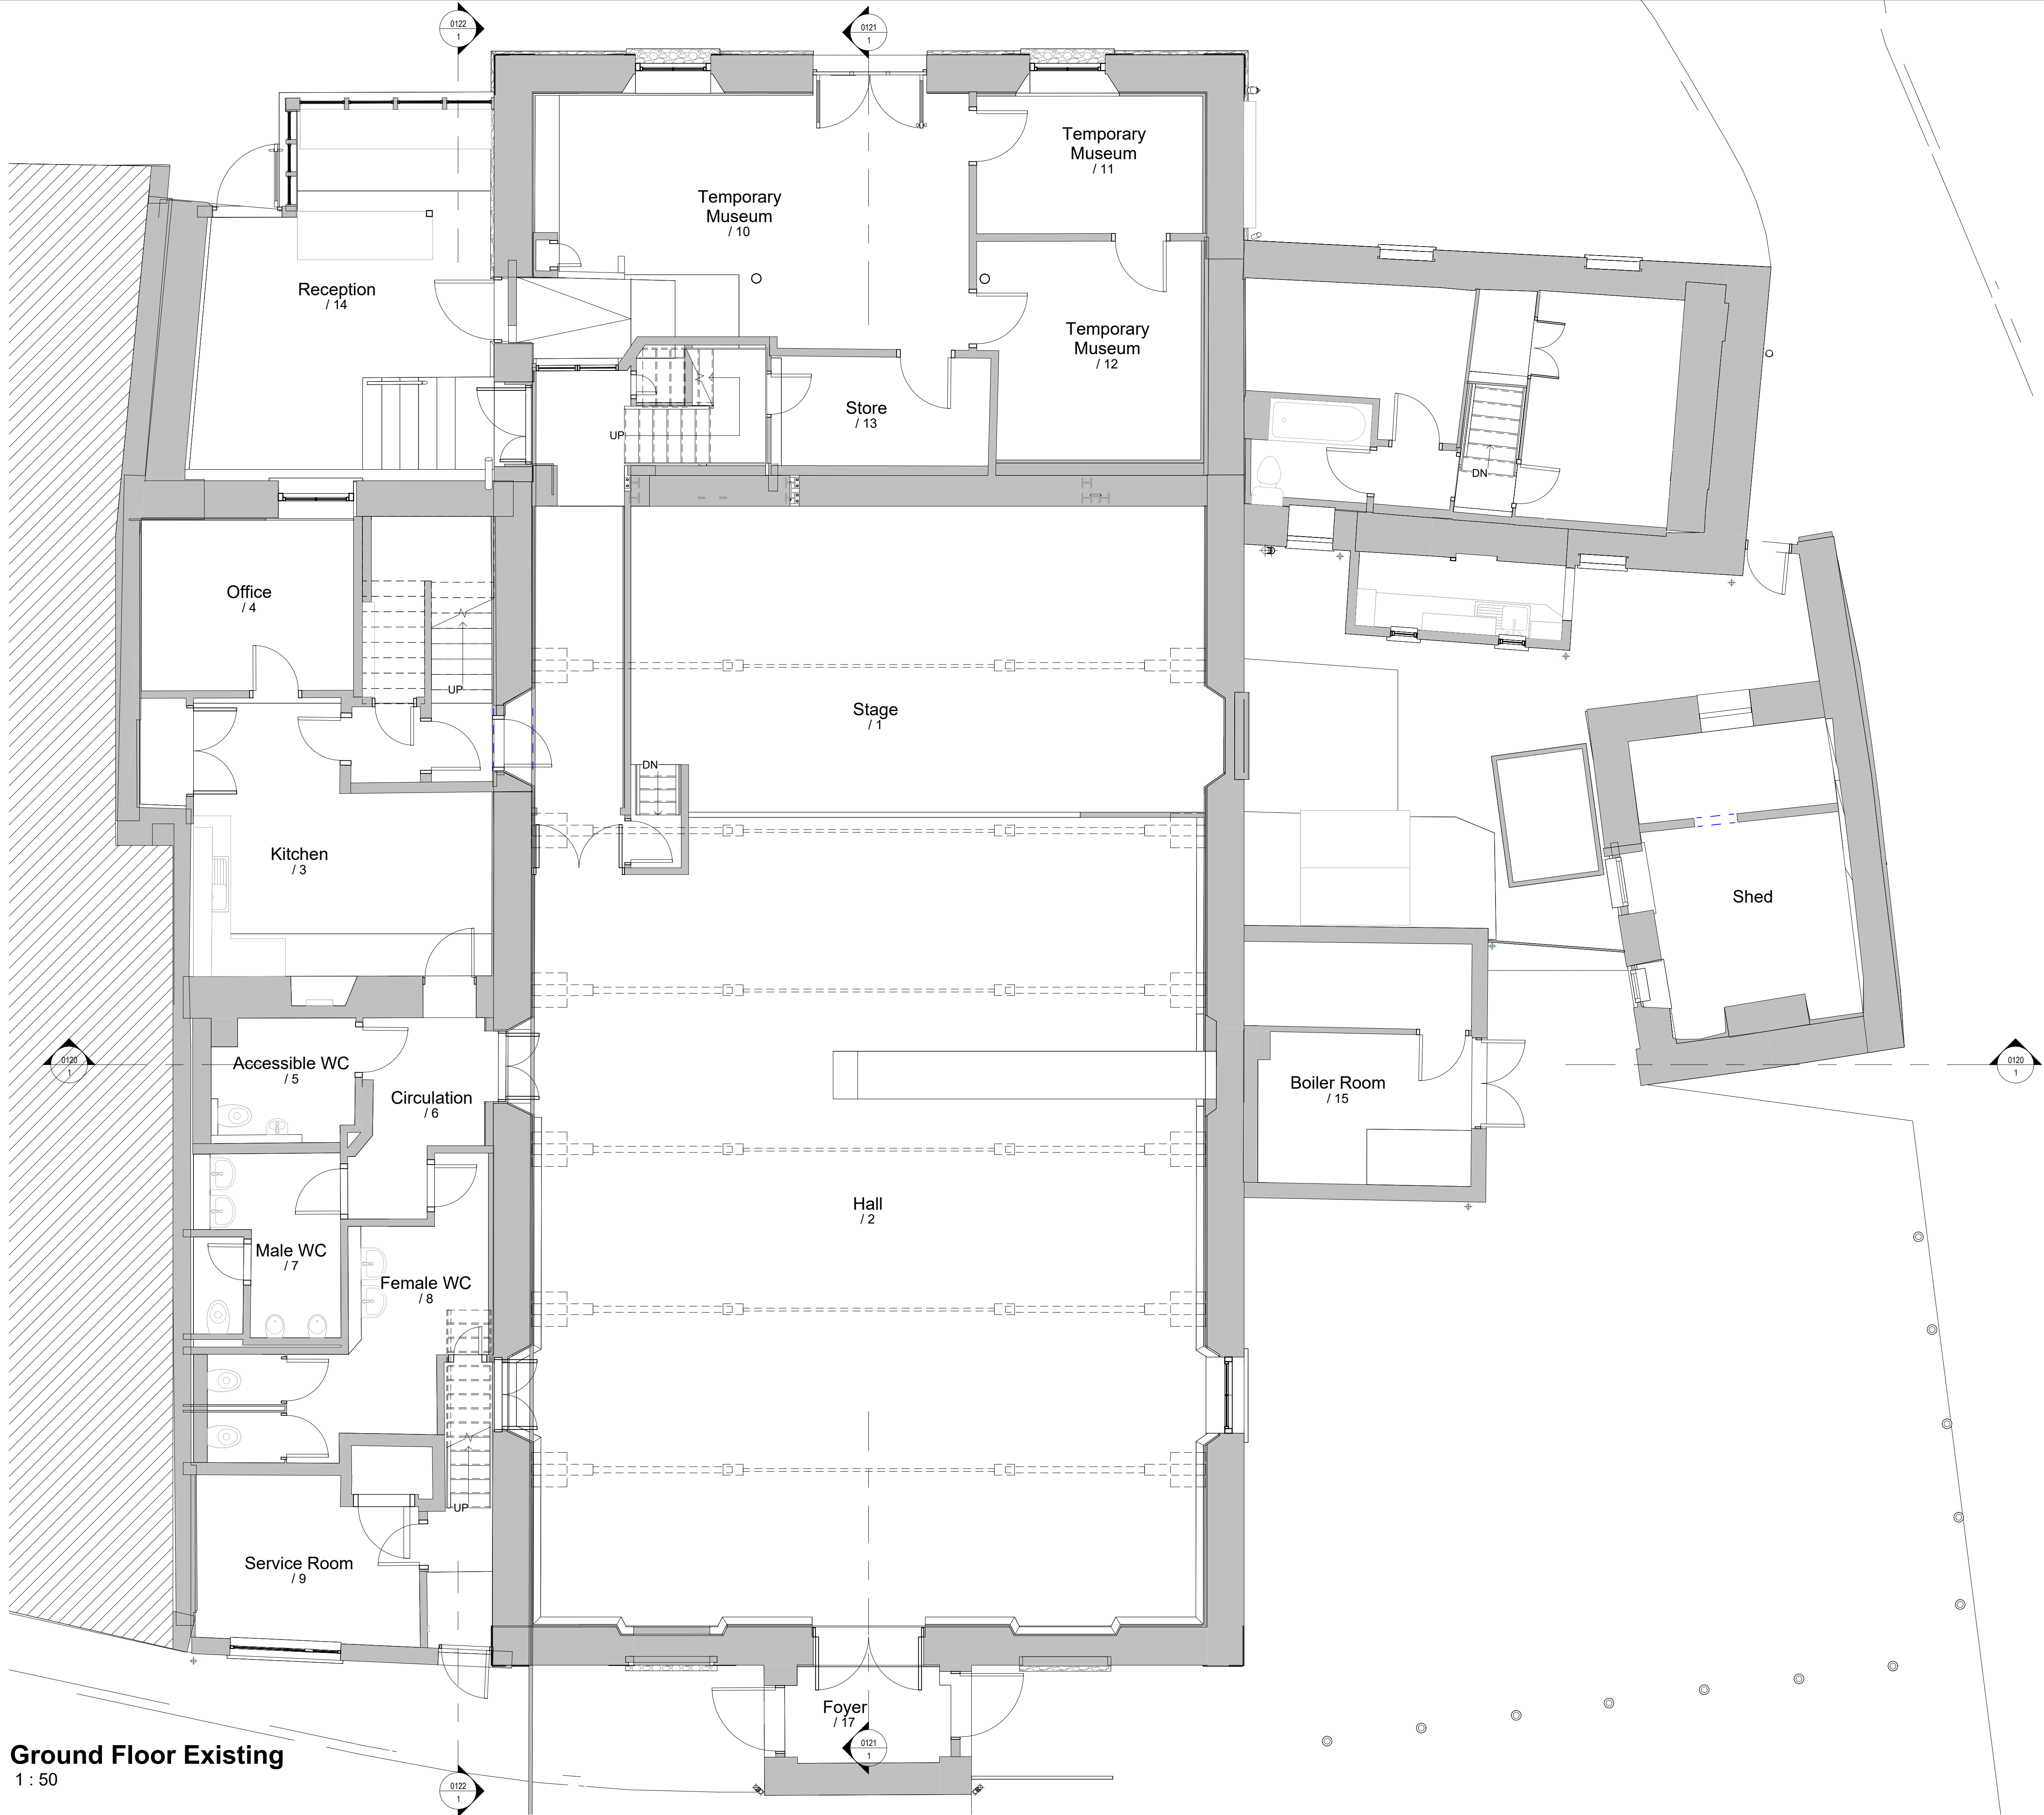 0122
1
0121
1
Temporary
Museum
/ 11
Temporary
Museum
/ 10
Reception
/ 14
Temporary
Museum
/ 12
Store
/ 13
UP
DN
Office
/ 4
UP
Stage
/ 1
DN
Kitchen
/ 3
Shed
0120
1
Accessible WC
/ 5
Circulation
/ 6
Boiler Room
/ 15
0120
1
Hall
/ 2
Male WC
/ 7
Female WC
/ 8
UP
Service Room
/ 9
Foyer
/ 17
0121
1
Ground Floor Existing
1 : 50
0122
1